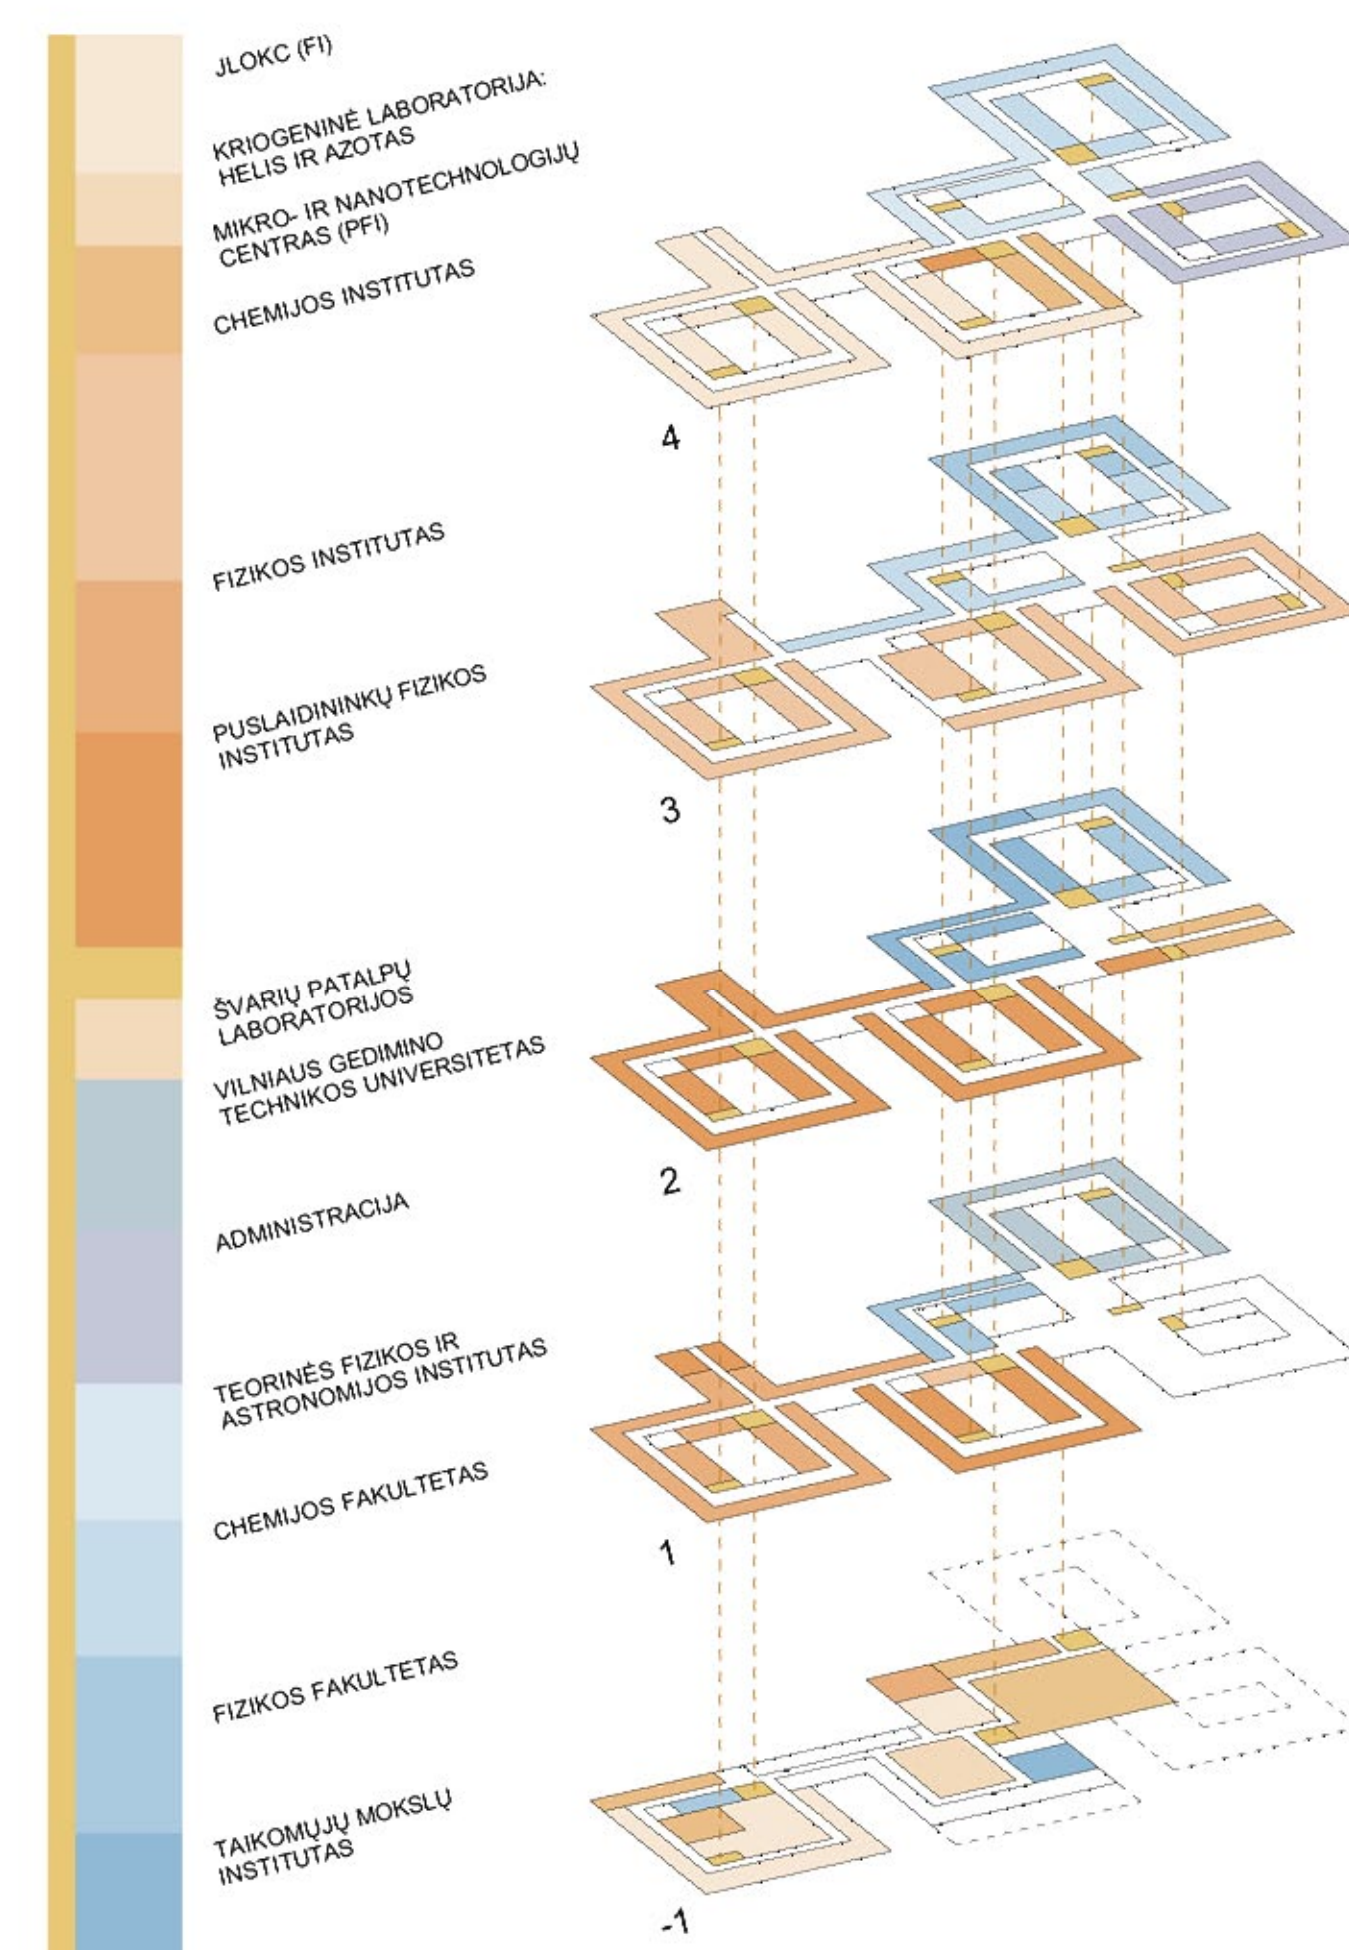 JLOKC (FI)
KRIOGENINĖ LABORATORIJA:
HELIS IR AZOTAS
MIKRO- IR NANOTECHNOLOGIJŲ
CENTRAS (PFI)
CHEMIJOS INSTITUTAS
FIZIKOS INSTITUTAS
PUSLAIDININKŲ FIZIKOS
INSTITUTAS
ŠVARIŲ PATALPŲ
LABORATORIJOS
VILNIAUS GEDIMINO
TECHNIKOS UNIVERSITETAS
ADMINISTRACIJA
TEORINĖS FIZIKOS IR
ASTRONOMIJOS INSTITUTAS
CHEMIJOS FAKULTETAS
FIZIKOS FAKULTETAS
TAIKOMŲJŲ MOKSLŲ
INSTITUTAS
4
3
2
1
-1